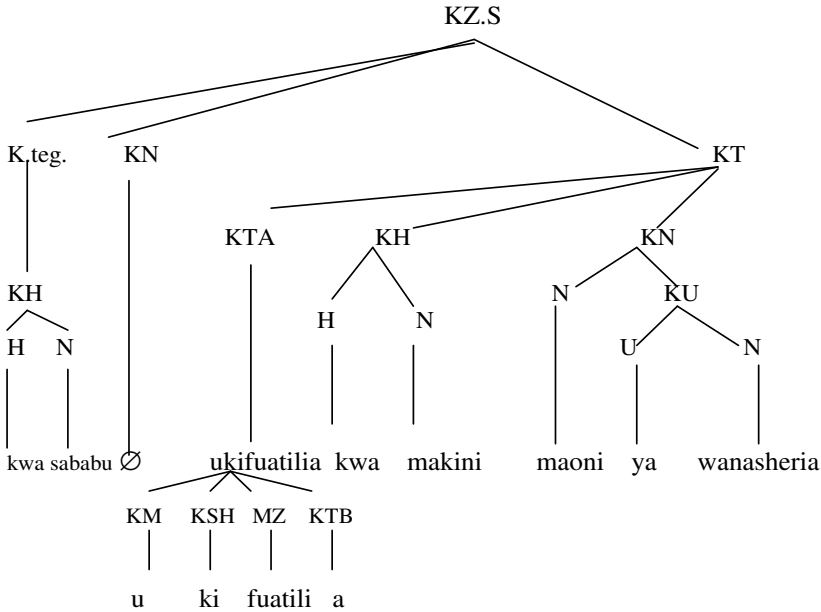 KZ.S
K.teg. KN KT
KTA KH KN
KH N KU
H N
H N U N
kwa sababu ∅ ukifuatilia kwa makini maoni ya wanasheria
KM KSH MZ KTB
u ki fuatili a